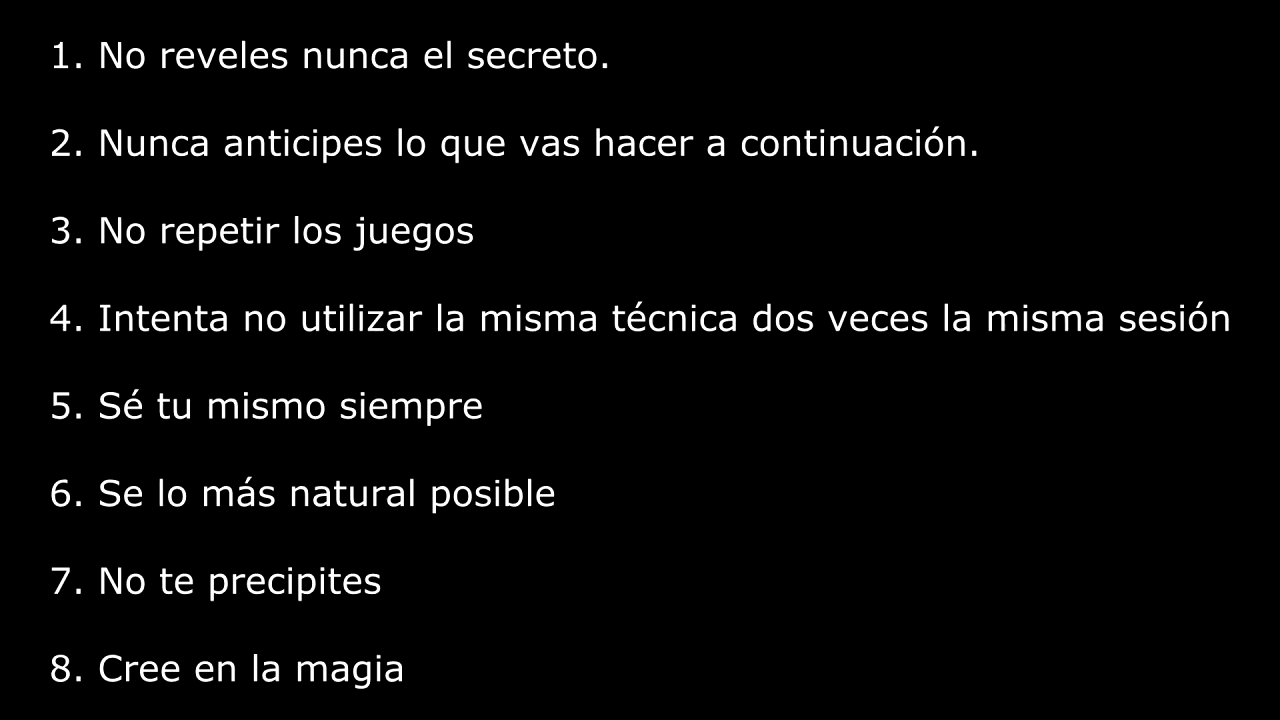 1. No reveles nunca el secreto.
2. Nunca anticipes lo que vas hacer a continuación.
3. No repetir los juegos
4. Intenta no utilizar la misma técnica dos veces la misma sesión
5. Sé tu mismo siempre
6. Se lo más natural posible
7. No te precipites
8. Cree en la magia